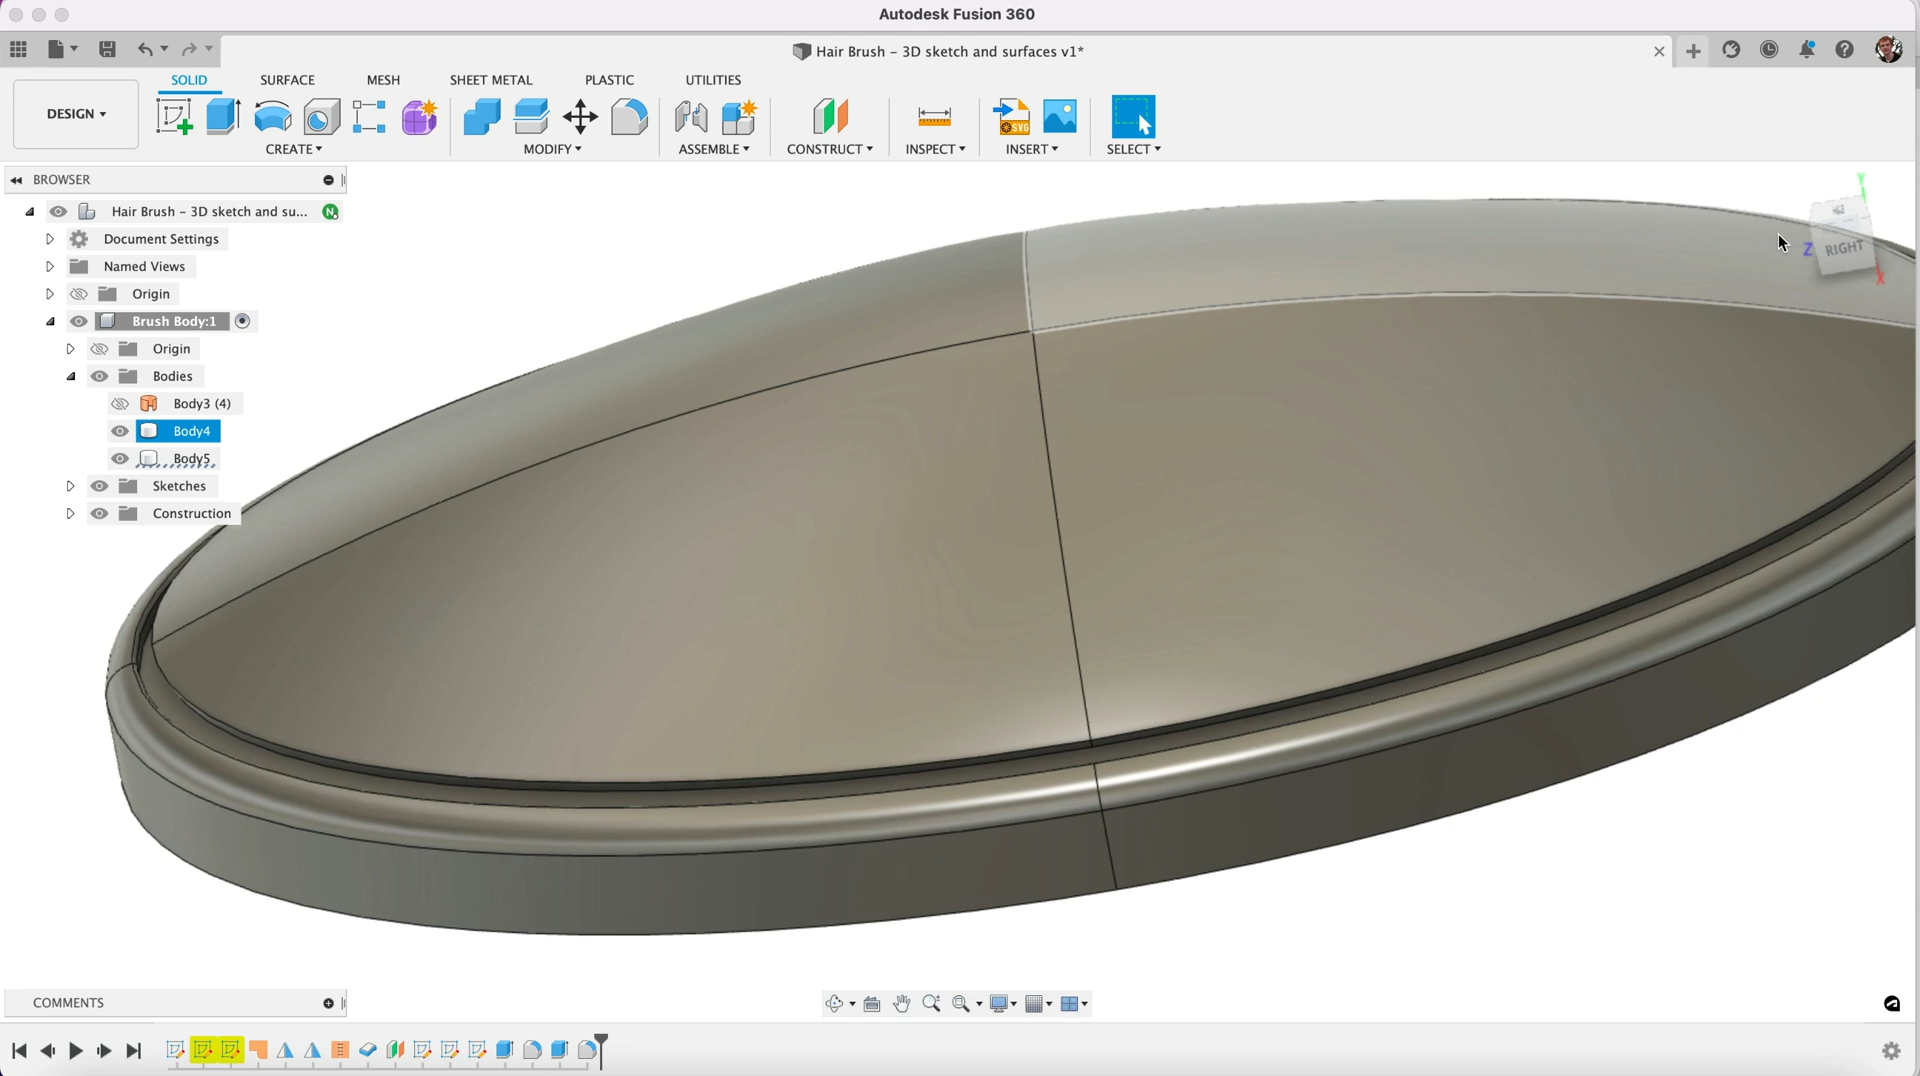 Autodesk Fusion 360
Hair Brush - 3D sketch and surfaces v1*
SOLID SURFACE MESH SHEET METAL PLASTIC UTILITIES
DESIGN
SVG
CREATE MODIFY ASSEMBLE CONSTRUCT INSPECT INSERT SELECT
BROWSER
Hair Brush - 3D sketch and su... N
Document Settings
Named Views
Origin
Brush Body:1
Origin
Bodies
Body3 (4)
Body4
Body5
Sketches
Construction
Y
Z RIGHT
X
COMMENTS